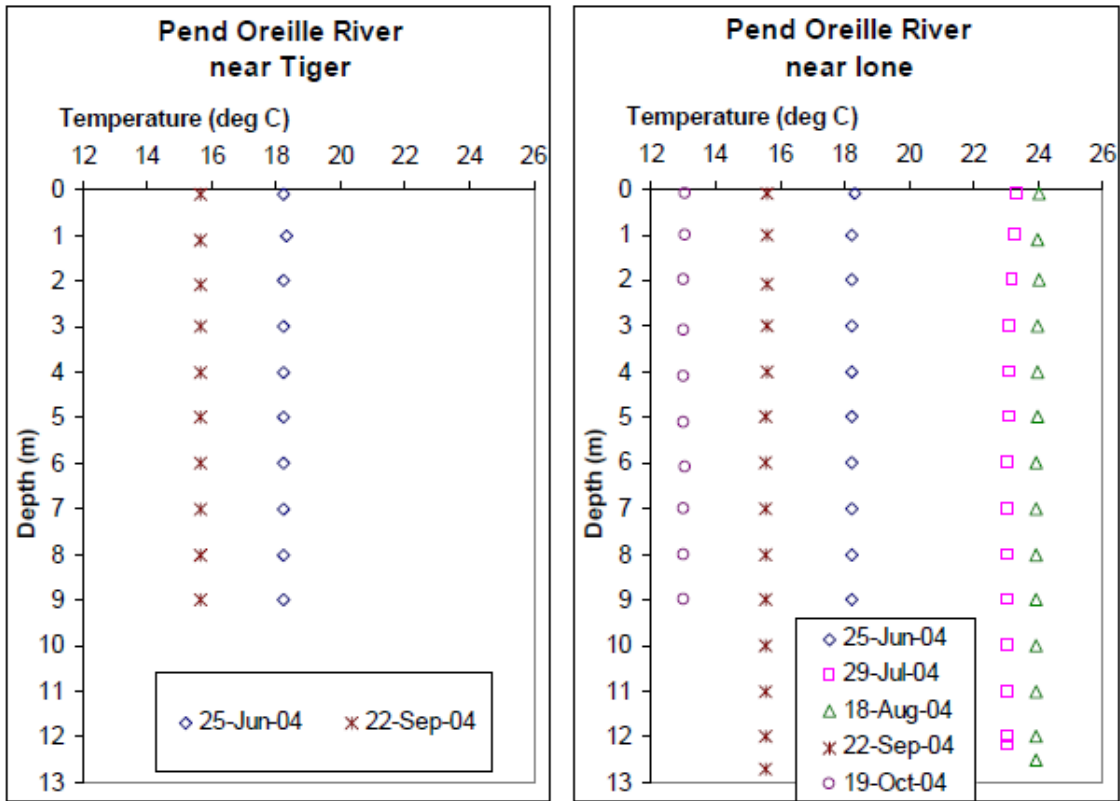 Pend Oreille River
near Tiger
Temperature (deg C)
12 14 16 18 20 22 24 26
0
1
2
3
4
5
6
7
8
9
10
11
12
13
Depth (m)
25-Jun-04 22-Sep-04
Pend Oreille River
near Ione
Temperature (deg C)
12 14 16 18 20 22 24 26
0
1
2
3
4
5
6
7
8
9
10
11
12
13
Depth (m)
25-Jun-04
29-Jul-04
18-Aug-04
22-Sep-04
19-Oct-04